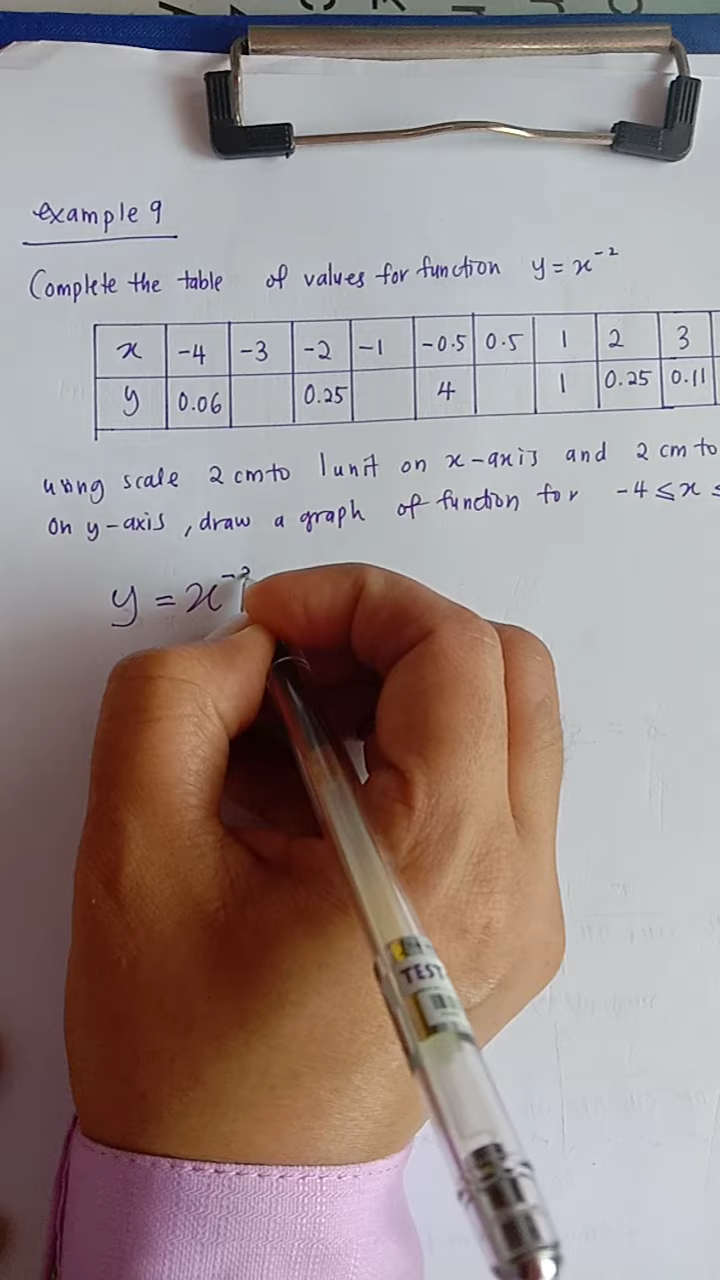 example 9
Complete the table of values for function y = x⁻²
x -4 -3 -2 -1 -0.5 0.5 1 2 3
y 0.06 0.25 4 1 0.25 0.11
using scale 2 cm to 1 unit on x-axis and 2 cm to
on y-axis, draw a graph of function for -4 ≤ x ≤
y = x⁻²
TEST